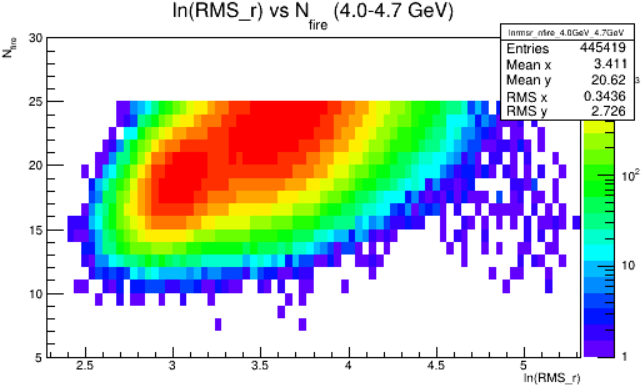 ln(RMS_r) vs N_fire (4.0-4.7 GeV)
lnrmsr_nfire_4.0GeV_4.7GeV
Entries 445419
Mean x 3.411
Mean y 20.62
RMS x 0.3436
RMS y 2.726
N_fire
30
25
20
15
10
5
2.5 3 3.5 4 4.5 5
ln(RMS_r)
3
10²
10
1